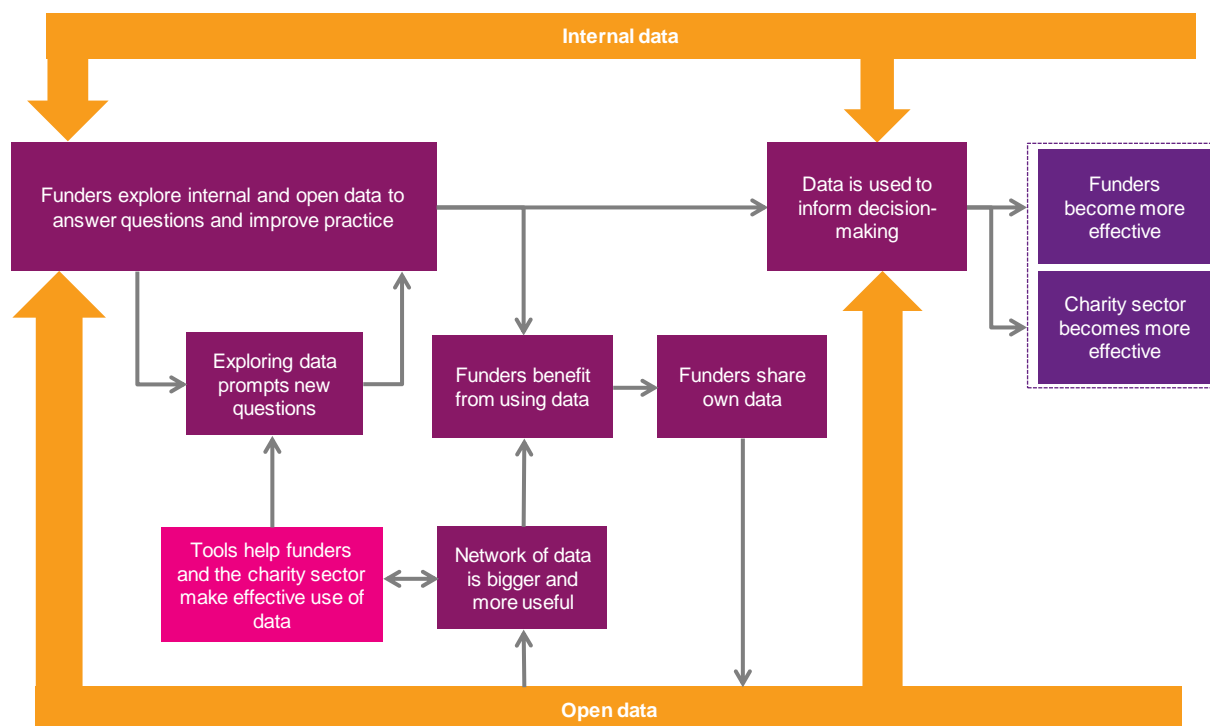 Internal data
Funders explore internal and open data to
answer questions and improve practice
Data is used to
inform decision-
making
Funders
become more
effective
Charity sector
becomes more
effective
Exploring data
prompts new
questions
Funders benefit
from using data
Funders share
own data
Tools help funders
and the charity sector
make effective use of
data
Network of data
is bigger and
more useful
Open data